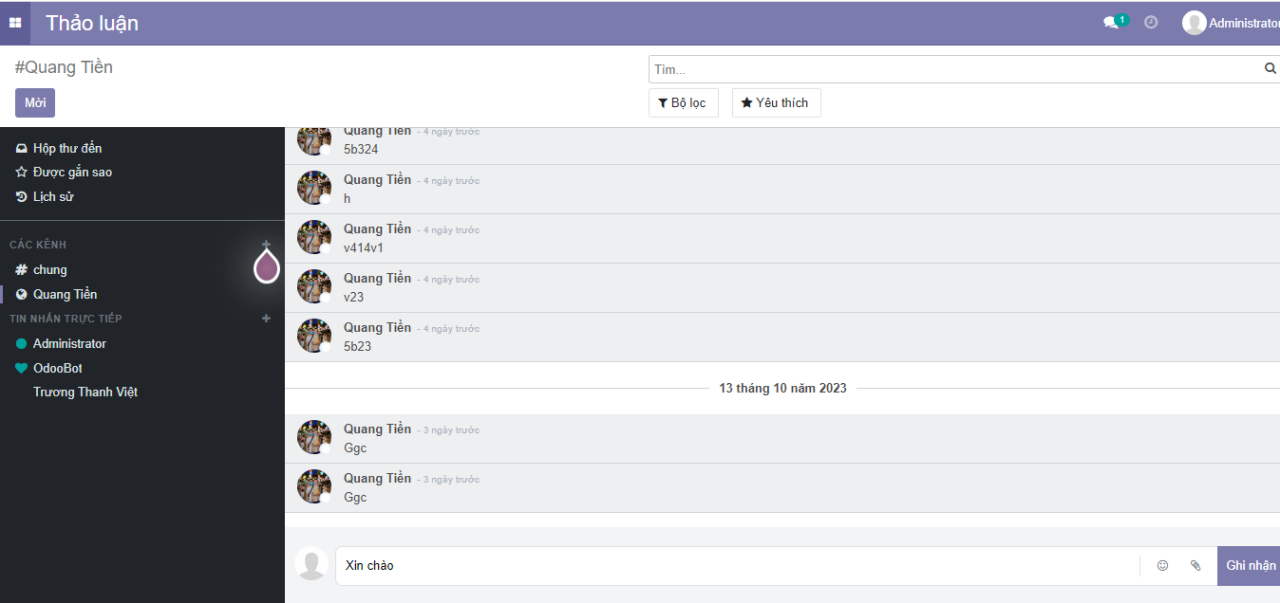 Thảo luận
1
Administrator
#Quang Tiền
Tìm...
Mời
Bộ lọc
Yêu thích
Hộp thư đến
Được gắn sao
Lịch sử
CÁC KÊNH
chung
Quang Tiền
TIN NHẮN TRỰC TIẾP
Administrator
OdooBot
Trương Thanh Việt
Quang Tiền - 4 ngày trước
5b324
Quang Tiền - 4 ngày trước
h
Quang Tiền - 4 ngày trước
v414v1
Quang Tiền - 4 ngày trước
v23
Quang Tiền - 4 ngày trước
5b23
13 tháng 10 năm 2023
Quang Tiền - 3 ngày trước
Ggc
Quang Tiền - 3 ngày trước
Ggc
Xin chào
Ghi nhận